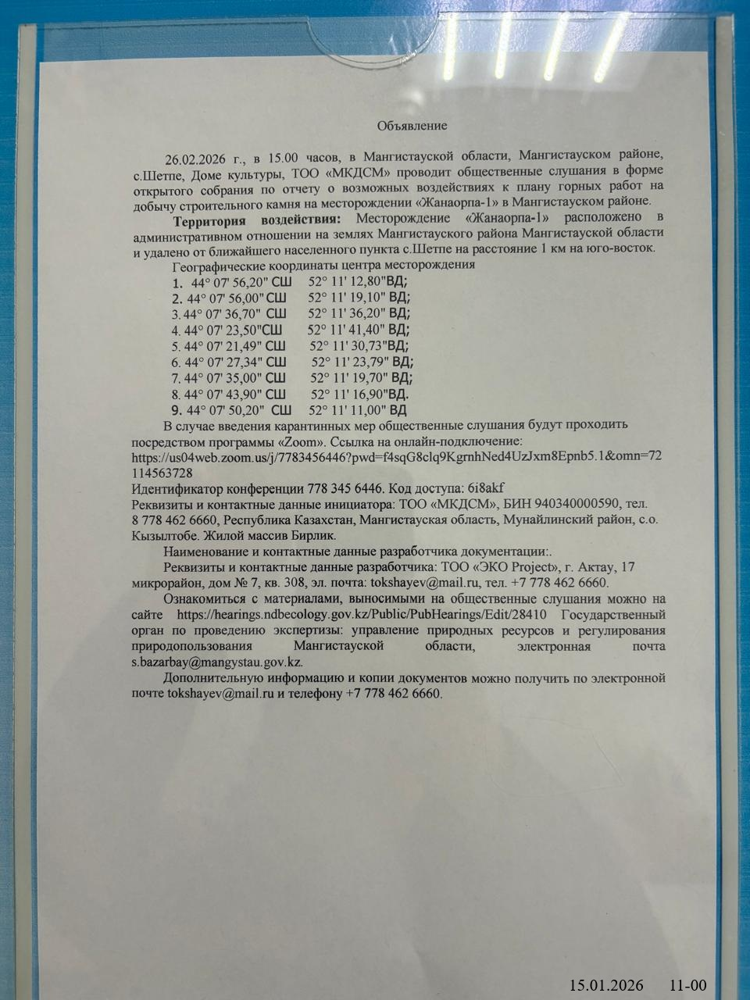 Объявление
26.02.2026 г., в 15.00 часов, в Мангистауской области, Мангистауском районе,
с.Шетпе, Доме культуры, ТОО «МКДСМ» проводит общественные слушания в форме
открытого собрания по отчету о возможных воздействиях к плану горных работ на
добычу строительного камня на месторождении «Жанаорпа-1» в Мангистауском районе.
Территория воздействия: Месторождение «Жанаорпа-1» расположено в
административном отношении на землях Мангистауского района Мангистауской области
и удалено от ближайшего населенного пункта с.Шетпе на расстояние 1 км на юго-восток.
Географические координаты центра месторождения
1. 44° 07' 56,20" СШ 52° 11' 12,80"ВД;
2. 44° 07' 56,00" СШ 52° 11' 19,10" ВД;
3. 44° 07' 36,70" СШ 52° 11' 36,20" ВД;
4. 44° 07' 23,50"СШ 52° 11' 41,40" ВД;
5. 44° 07' 21,49" СШ 52° 11' 30,73"ВД;
6. 44° 07' 27,34" СШ 52° 11' 23,79" ВД;
7. 44° 07' 35,00" СШ 52° 11' 19,70" ВД;
8. 44° 07' 43,90" СШ 52° 11' 16,90"ВД.
9. 44° 07' 50,20" СШ 52° 11' 11,00" ВД
В случае введения карантинных мер общественные слушания будут проходить
посредством программы «Zoom». Ссылка на онлайн-подключение:
https://us04web.zoom.us/j/7783456446?pwd=f4sqG8clq9KgrnhNed4UzJxm8Epnb5.1&omn=72
114563728
Идентификатор конференции 778 345 6446. Код доступа: 6i8akf
Реквизиты и контактные данные инициатора: ТОО «МКДСМ», БИН 940340000590, тел.
8 778 462 6660, Республика Казахстан, Мангистауская область, Мунайлинский район, с.о.
Кызылтобе. Жилой массив Бирлик.
Наименование и контактные данные разработчика документации:.
Реквизиты и контактные данные разработчика: ТОО «ЭКО Project», г. Актау, 17
микрорайон, дом № 7, кв. 308, эл. почта: tokshayev@mail.ru, тел. +7 778 462 6660.
Ознакомиться с материалами, выносимыми на общественные слушания можно на
сайте https://hearings.ndbecology.gov.kz/Public/PubHearings/Edit/28410 Государственный
орган по проведению экспертизы: управление природных ресурсов и регулирования
природопользования Мангистауской области, электронная почта
s.bazarbay@mangystau.gov.kz.
Дополнительную информацию и копии документов можно получить по электронной
почте tokshayev@mail.ru и телефону +7 778 462 6660.
15.01.2026 11-00